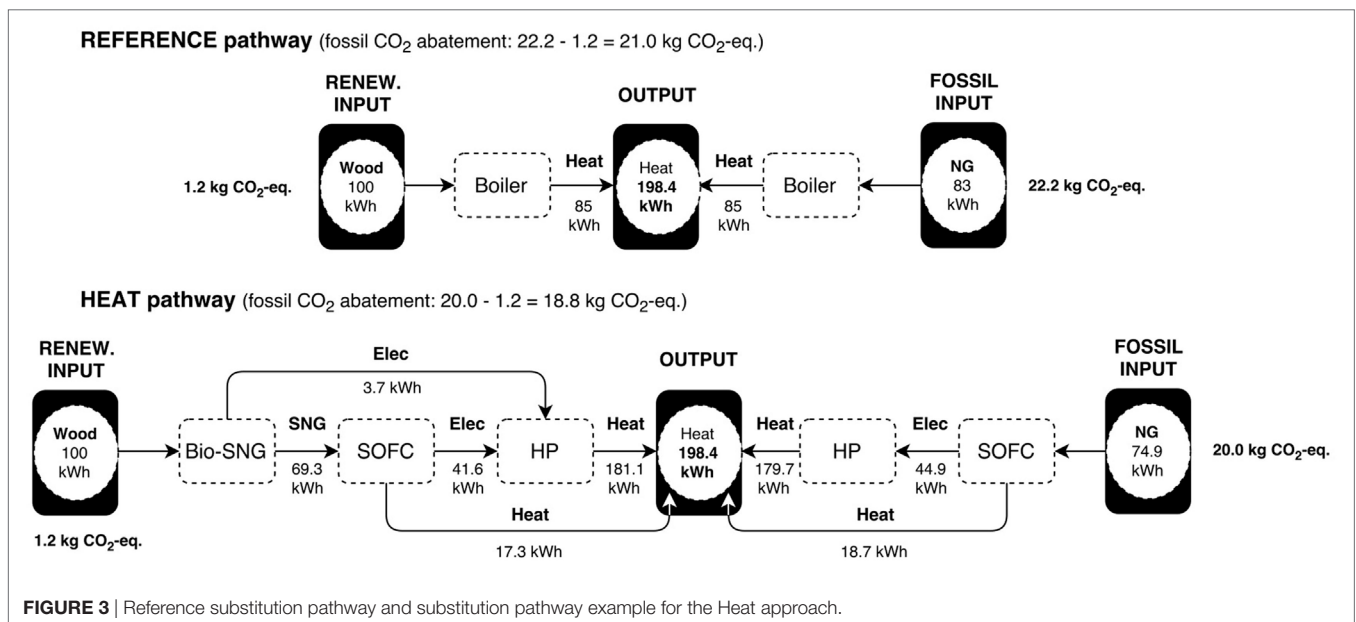 REFERENCE pathway (fossil CO2 abatement: 22.2 - 1.2 = 21.0 kg CO2-eq.)
RENEW.
INPUT
OUTPUT
FOSSIL
INPUT
1.2 kg CO2-eq.
Wood
100
kWh
Boiler
Heat
85
kWh
Heat
198.4
kWh
Heat
85
kWh
Boiler
NG
83
kWh
22.2 kg CO2-eq.
HEAT pathway (fossil CO2 abatement: 20.0 - 1.2 = 18.8 kg CO2-eq.)
RENEW.
INPUT
Elec
3.7 kWh
OUTPUT
FOSSIL
INPUT
Wood
100
kWh
Bio-SNG
SNG
69.3
kWh
SOFC
Elec
41.6
kWh
HP
Heat
181.1
kWh
Heat
198.4
kWh
Heat
179.7
kWh
HP
Elec
44.9
kWh
SOFC
NG
74.9
kWh
20.0 kg CO2-eq.
1.2 kg CO2-eq.
Heat
17.3 kWh
Heat
18.7 kWh
FIGURE 3 | Reference substitution pathway and substitution pathway example for the Heat approach.